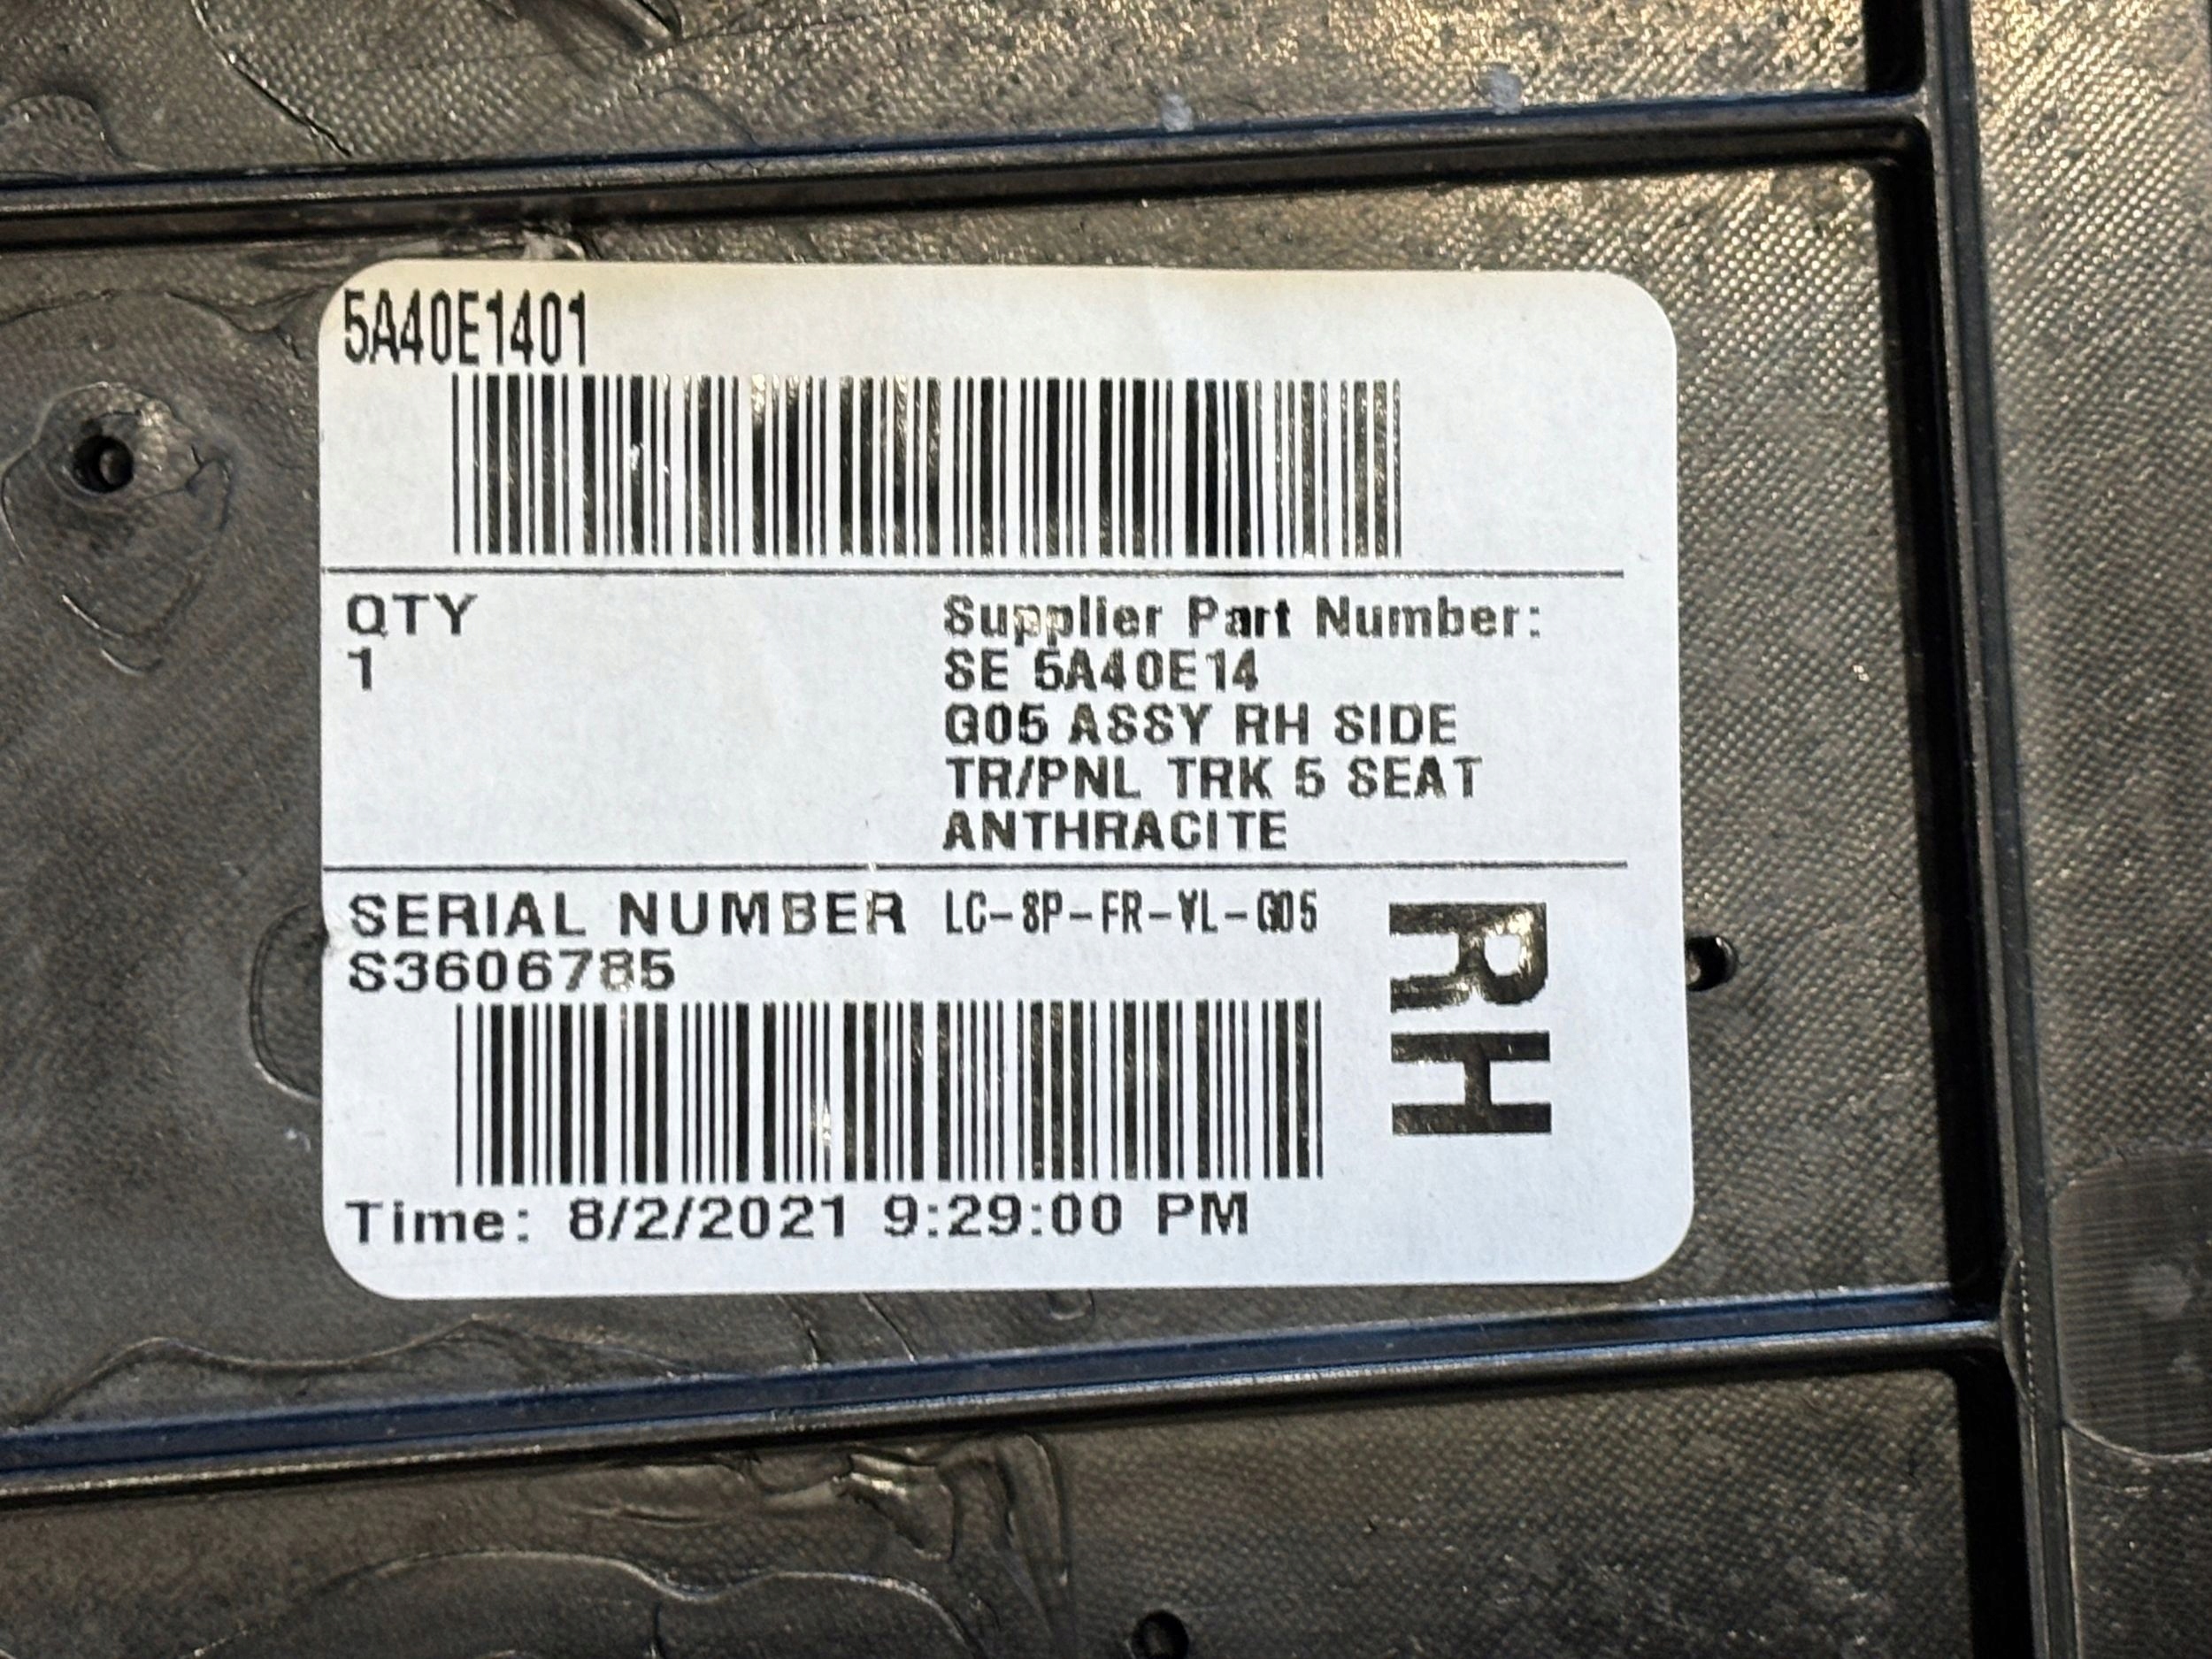 5A40E1401
QTY
1
Supplier Part Number:
SE 5A40E14
G05 ASSY RH SIDE
TR/PNL TRK 5 SEAT
ANTHRACITE
SERIAL NUMBER
S3606785
LC-SP-FR-VL-G05
RH
Time: 8/2/2021 9:29:00 PM